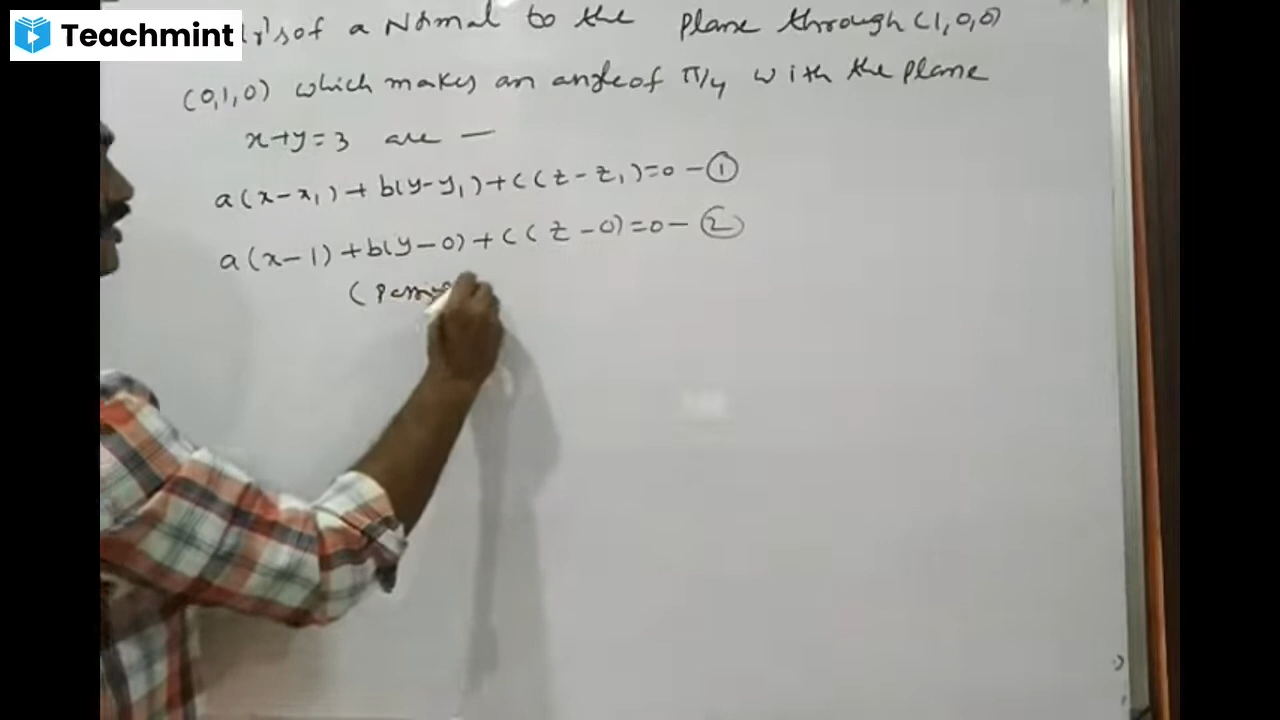 Teachmint
r's of a Normal to the plane through (1,0,0)
(0,1,0) which makes an angle of π/4 with the plane
x+y=3 are —
a(x-x₁)+b(y-y₁)+c(z-z₁)=0 -①
a(x-1)+b(y-0)+c(z-0)=0 -②